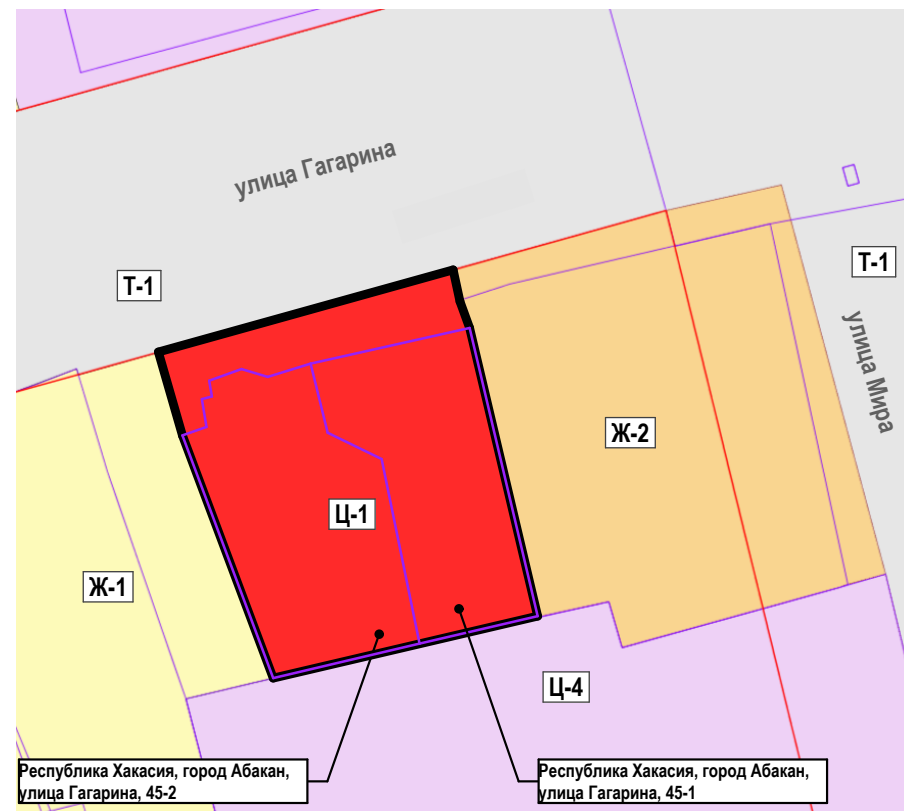 улица Гагарина
Т-1
Т-1
улица Мира
Ж-2
Ц-1
Ж-1
Ц-4
Республика Хакасия, город Абакан,
улица Гагарина, 45-2
Республика Хакасия, город Абакан,
улица Гагарина, 45-1